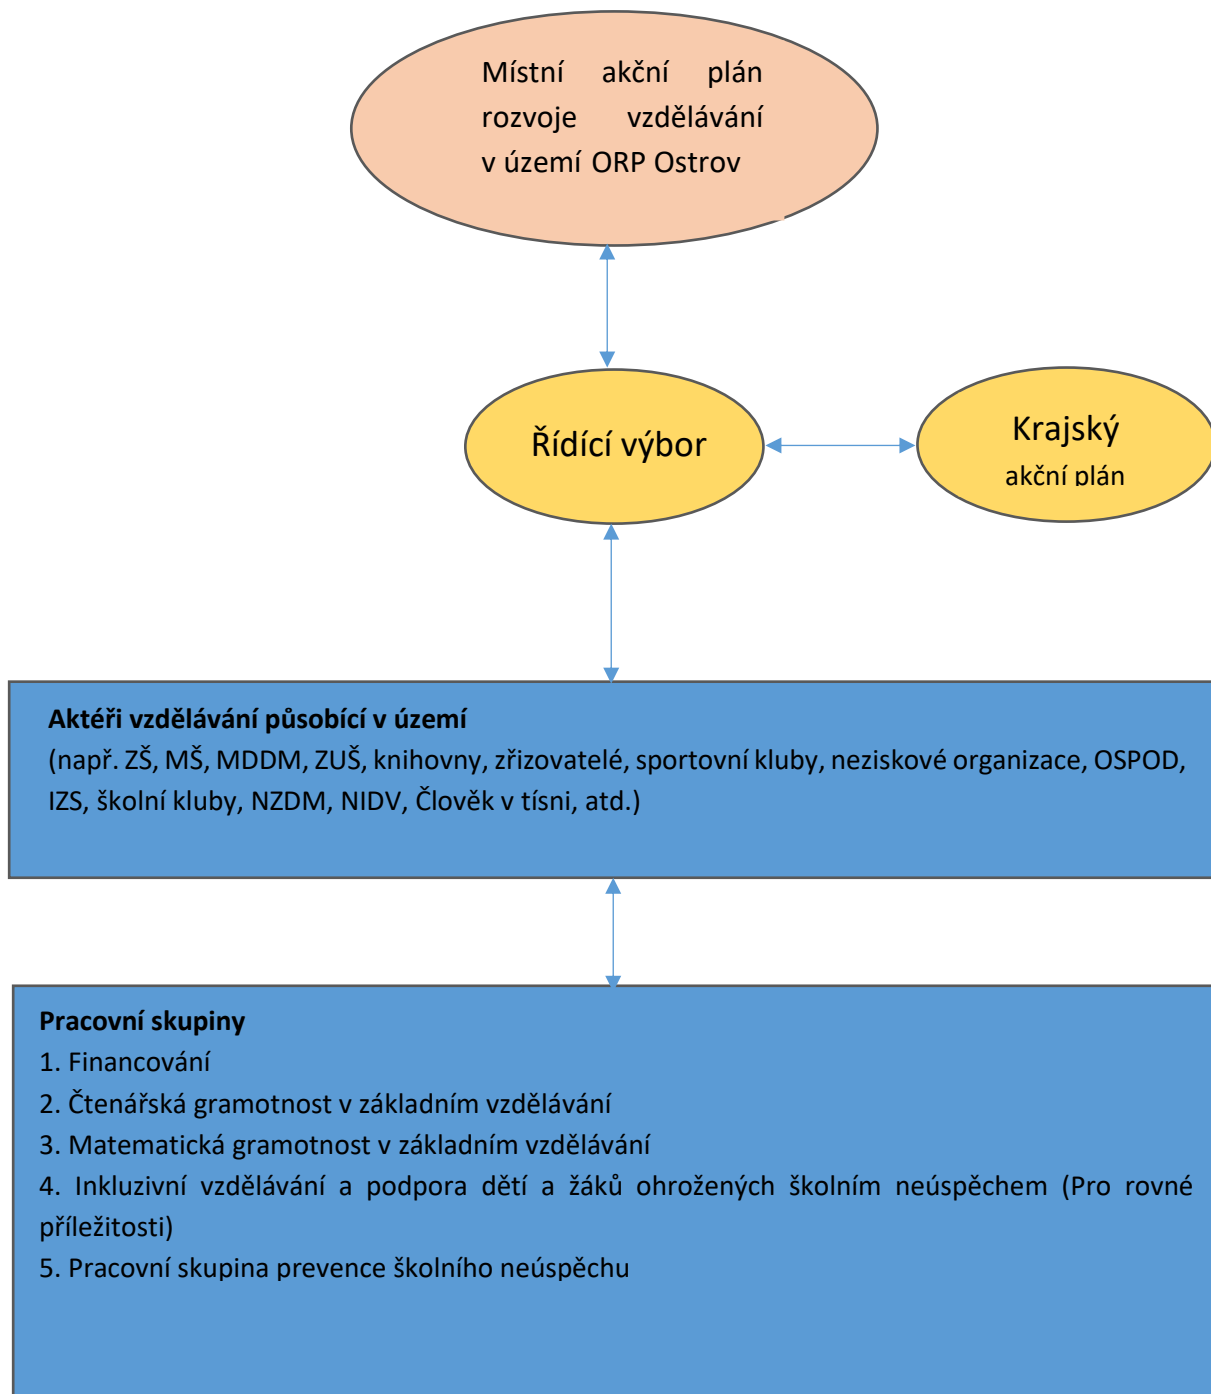 Místní akční plán
rozvoje vzdělávání
v území ORP Ostrov
Řídící výbor
Krajský
akční plán
Aktéři vzdělávání působící v území
(např. ZŠ, MŠ, MDDM, ZUŠ, knihovny, zřizovatelé, sportovní kluby, neziskové organizace, OSPOD,
IZS, školní kluby, NZDM, NIDV, Člověk v tísni, atd.)
Pracovní skupiny
1. Financování
2. Čtenářská gramotnost v základním vzdělávání
3. Matematická gramotnost v základním vzdělávání
4. Inkluzivní vzdělávání a podpora dětí a žáků ohrožených školním neúspěchem (Pro rovné
příležitosti)
5. Pracovní skupina prevence školního neúspěchu